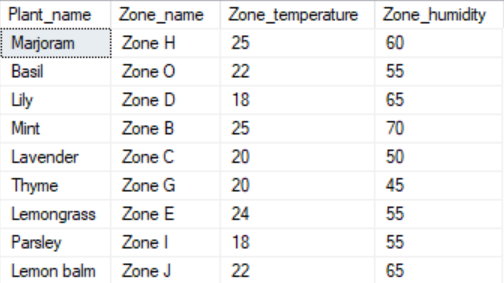 Plant_name Zone_name Zone_temperature Zone_humidity
Marjoram Zone H 25 60
Basil Zone O 22 55
Lily Zone D 18 65
Mint Zone B 25 70
Lavender Zone C 20 50
Thyme Zone G 20 45
Lemongrass Zone E 24 55
Parsley Zone I 18 55
Lemon balm Zone J 22 65